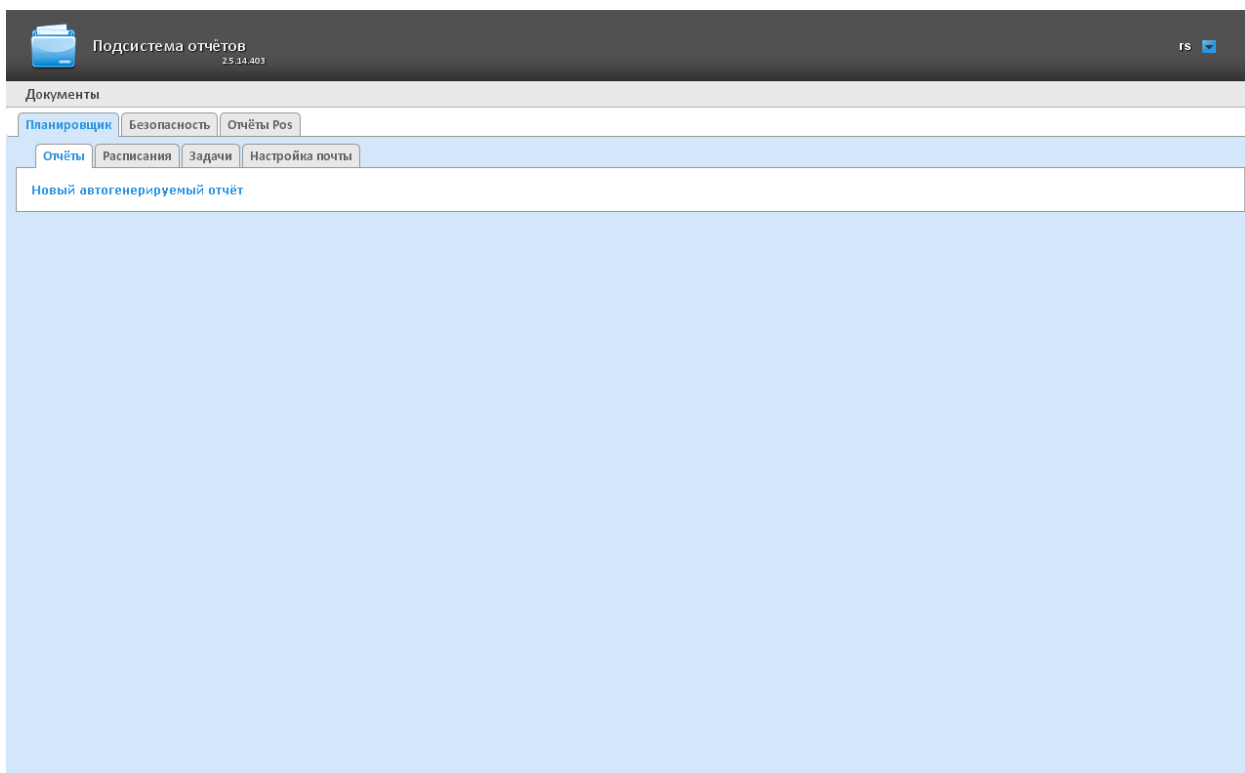 Подсистема отчётов
2.5.14.403
rs
Документы
Планировщик Безопасность Отчёты Pos
Отчёты Расписания Задачи Настройка почты
Новый автогенерируемый отчёт